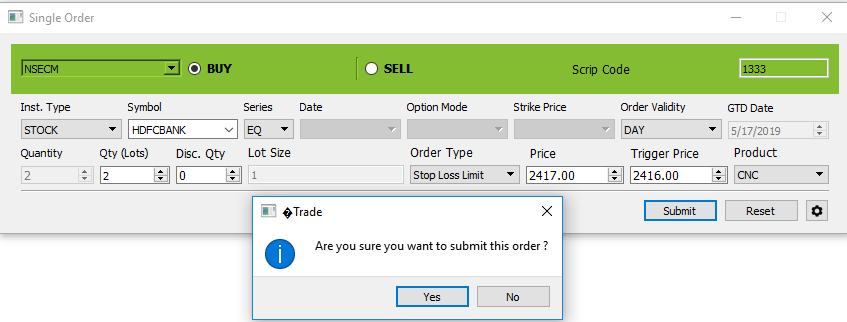 Single Order
NSECM BUY SELL Scrip Code 1333
Inst. Type Symbol Series Date Option Mode Strike Price Order Validity GTD Date
STOCK HDFCBANK EQ DAY 5/17/2019
Quantity Qty (Lots) Disc. Qty Lot Size Order Type Price Trigger Price Product
2 2 0 1 Stop Loss Limit 2417.00 2416.00 CNC
Submit Reset
�Trade
Are you sure you want to submit this order ?
Yes No